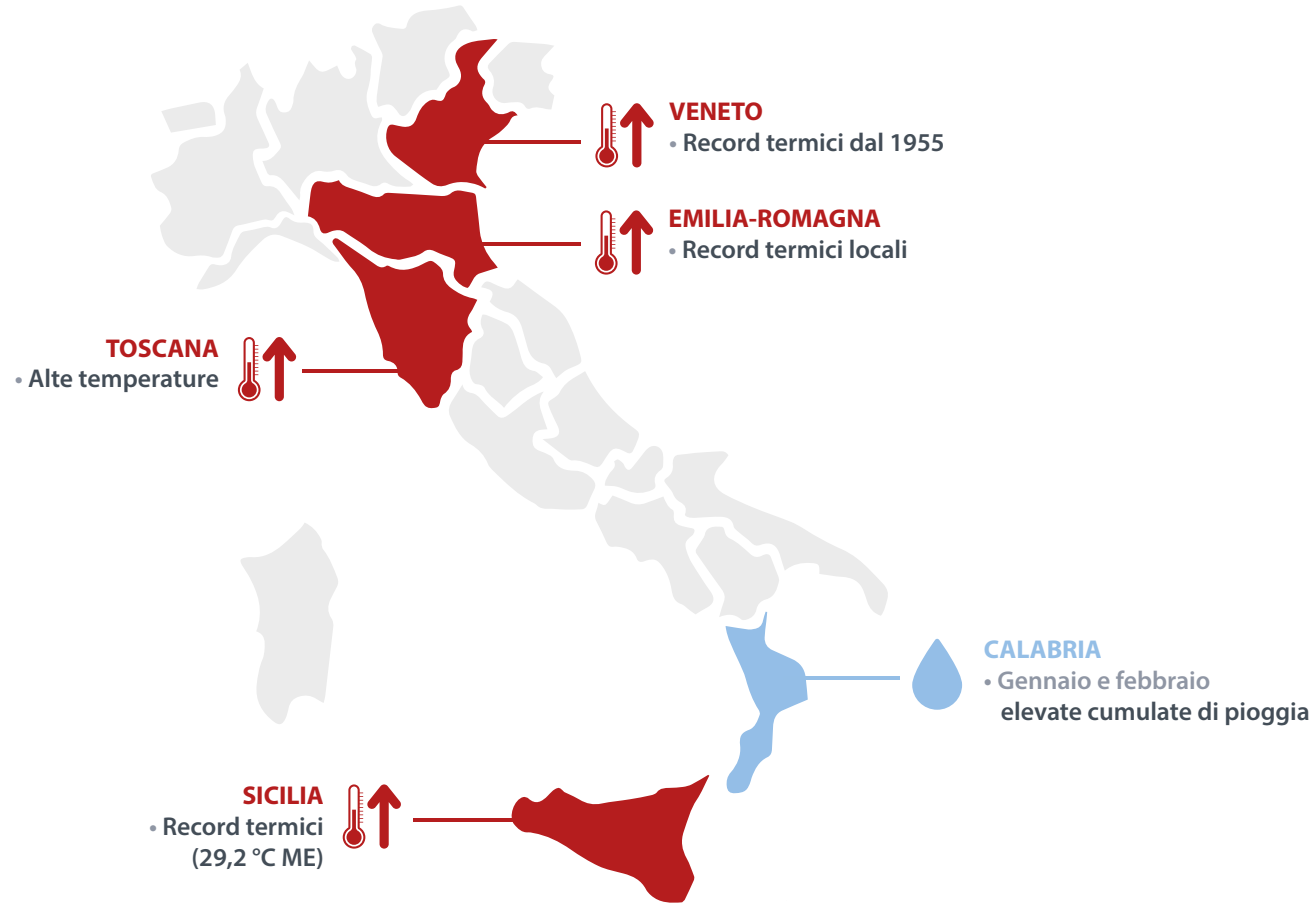 VENETO
• Record termici dal 1955
EMILIA-ROMAGNA
• Record termici locali
TOSCANA
• Alte temperature
CALABRIA
• Gennaio e febbraio
elevate cumulate di pioggia
SICILIA
• Record termici
(29,2 °C ME)